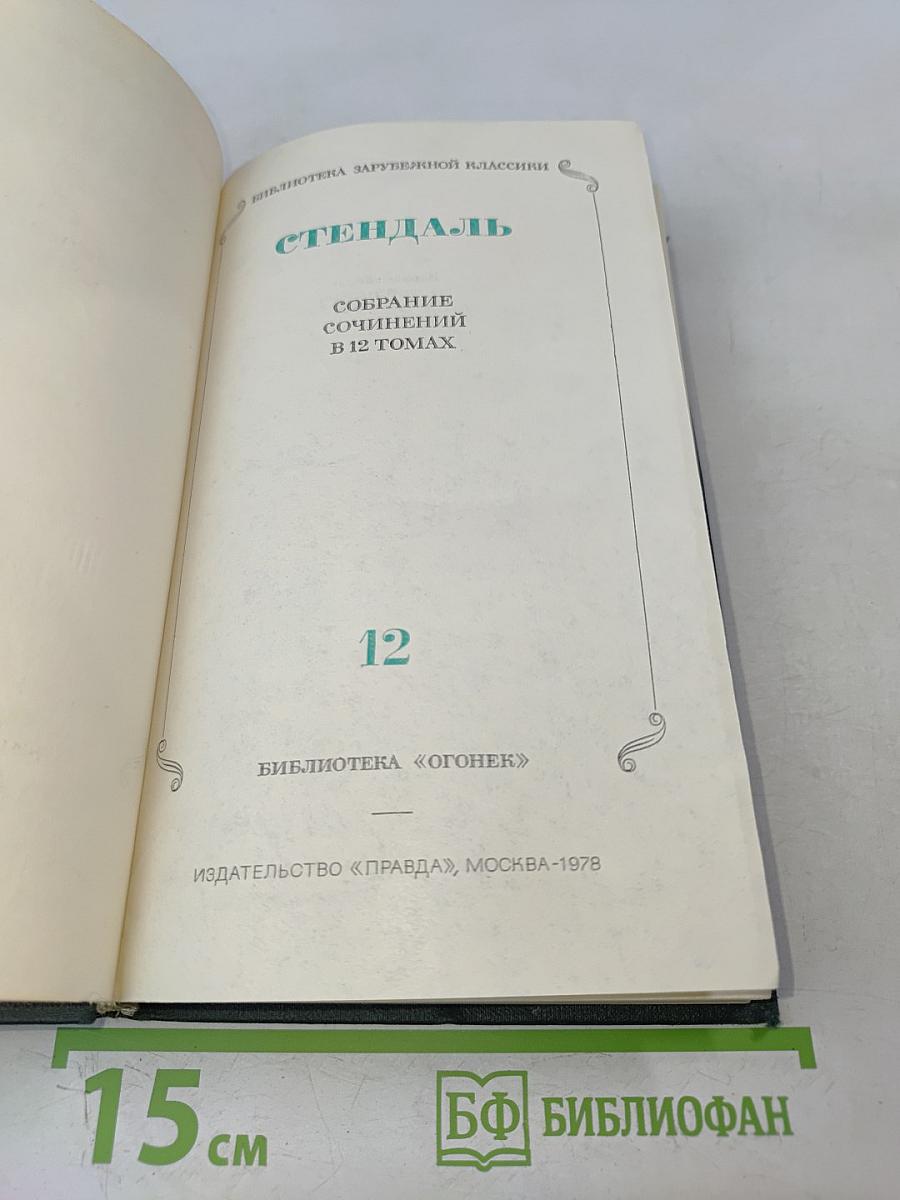 БИБЛИОТЕКА ЗАРУБЕЖНОЙ КЛАССИКИ
СТЕНДАЛЬ
СОБРАНИЕ
СОЧИНЕНИЙ
В 12 ТОМАХ
12
БИБЛИОТЕКА «ОГОНЕК»
ИЗДАТЕЛЬСТВО «ПРАВДА», МОСКВА-1978
15 см
БФ БИБЛИОФАН